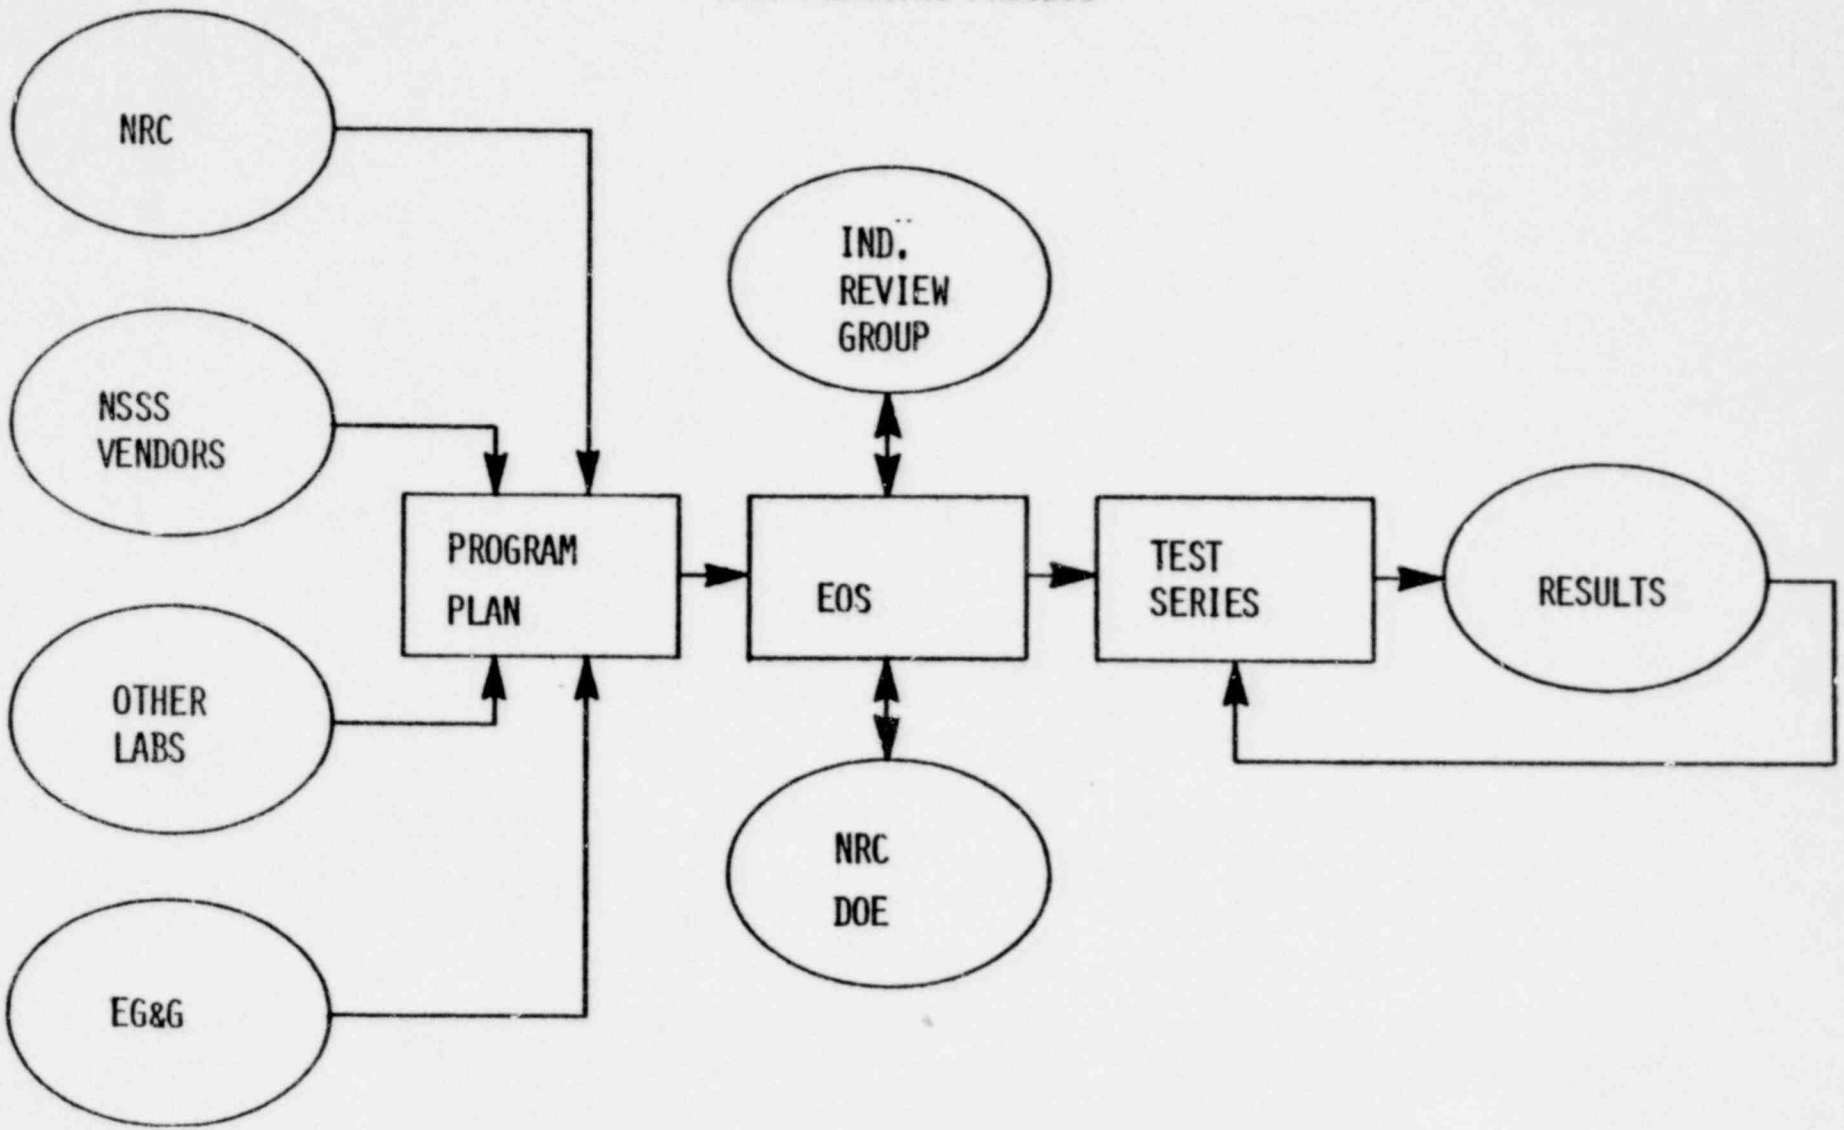 NRC
NSSS
VENDORS
OTHER
LABS
EG&G
PROGRAM
PLAN
IND.
REVIEW
GROUP
EOS
NRC
DOE
TEST
SERIES
RESULTS